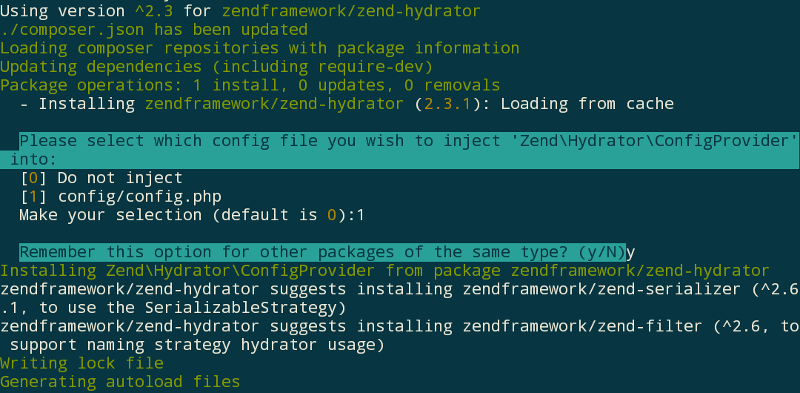 Using version ^2.3 for zendframework/zend-hydrator
./composer.json has been updated
Loading composer repositories with package information
Updating dependencies (including require-dev)
Package operations: 1 install, 0 updates, 0 removals
  - Installing zendframework/zend-hydrator (2.3.1): Loading from cache
  Please select which config file you wish to inject 'Zend\Hydrator\ConfigProvider'
 into:
  [0] Do not inject
  [1] config/config.php
  Make your selection (default is 0):1
  Remember this option for other packages of the same type? (y/N)y
Installing Zend\Hydrator\ConfigProvider from package zendframework/zend-hydrator
zendframework/zend-hydrator suggests installing zendframework/zend-serializer (^2.6
.1, to use the SerializableStrategy)
zendframework/zend-hydrator suggests installing zendframework/zend-filter (^2.6, to
 support naming strategy hydrator usage)
Writing lock file
Generating autoload files